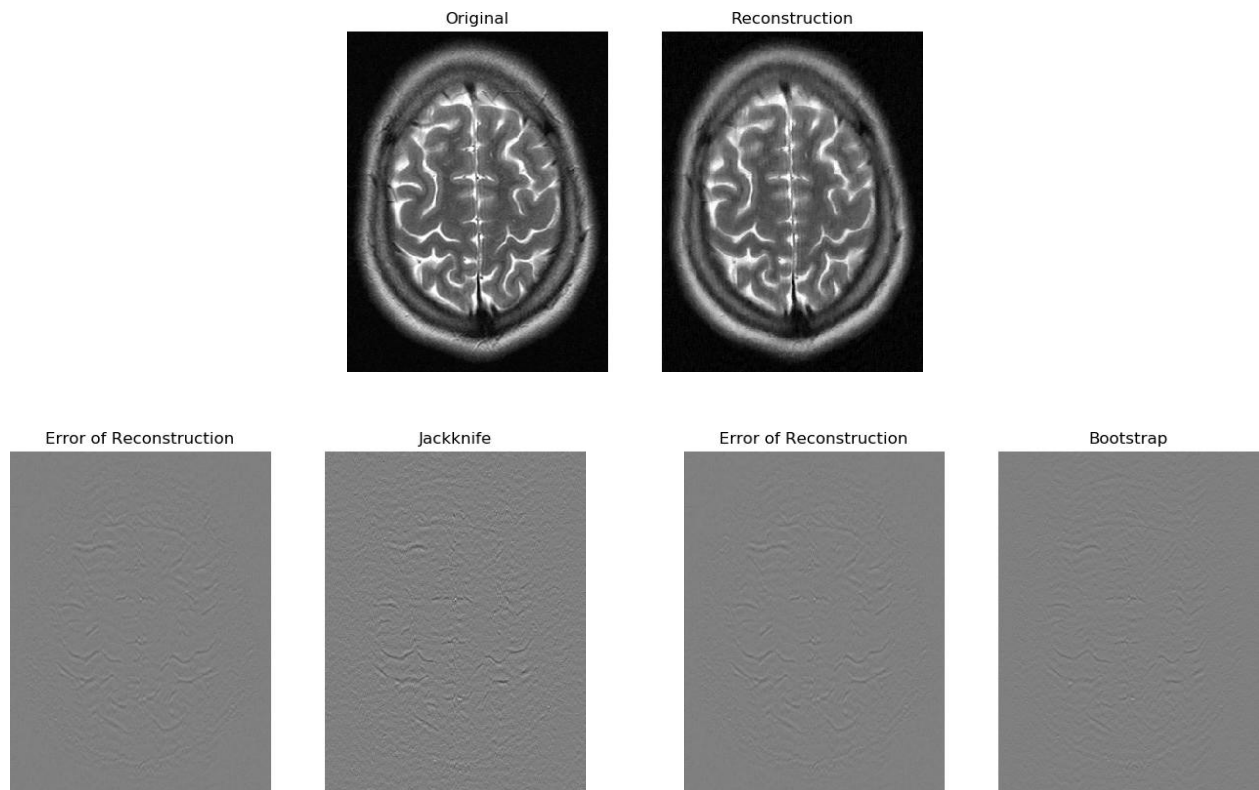 Original
Reconstruction
Error of Reconstruction
Jackknife
Error of Reconstruction
Bootstrap